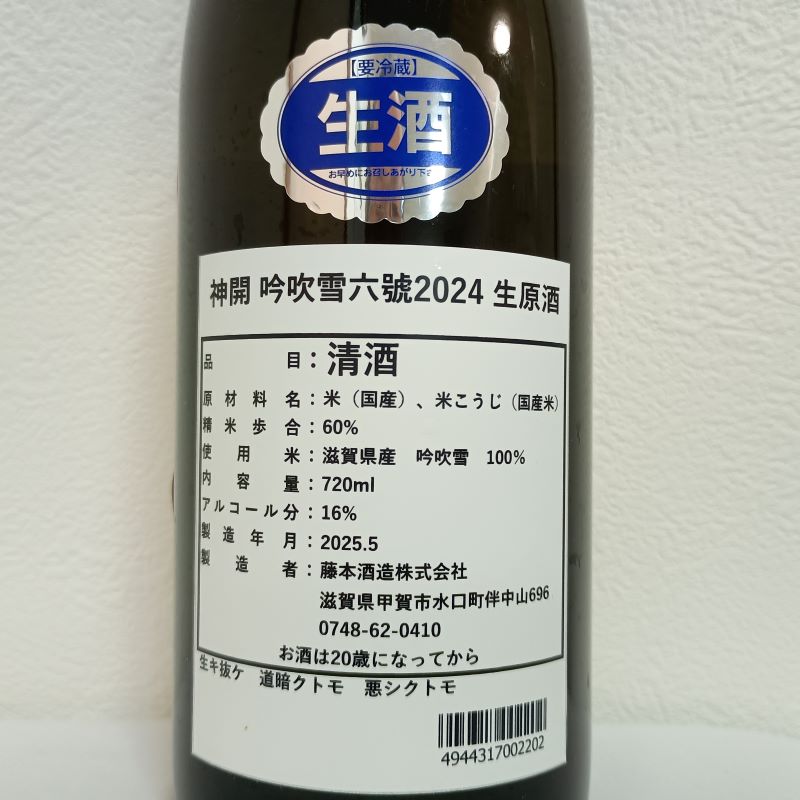 【要冷蔵】
生酒
お早めにお召しあがり下さ
神開 吟吹雪六號2024 生原酒
品目：清酒
原材料名：米（国産）、米こうじ（国産米）
精米歩合：60%
使用米：滋賀県産 吟吹雪 100%
内容量：720ml
アルコール分：16%
製造年月：2025.5
製造者：藤本酒造株式会社
滋賀県甲賀市水口町伴中山696
0748-62-0410
お酒は20歳になってから
生キ抜ケ 道暗クトモ 悪シクトモ
4944317002202